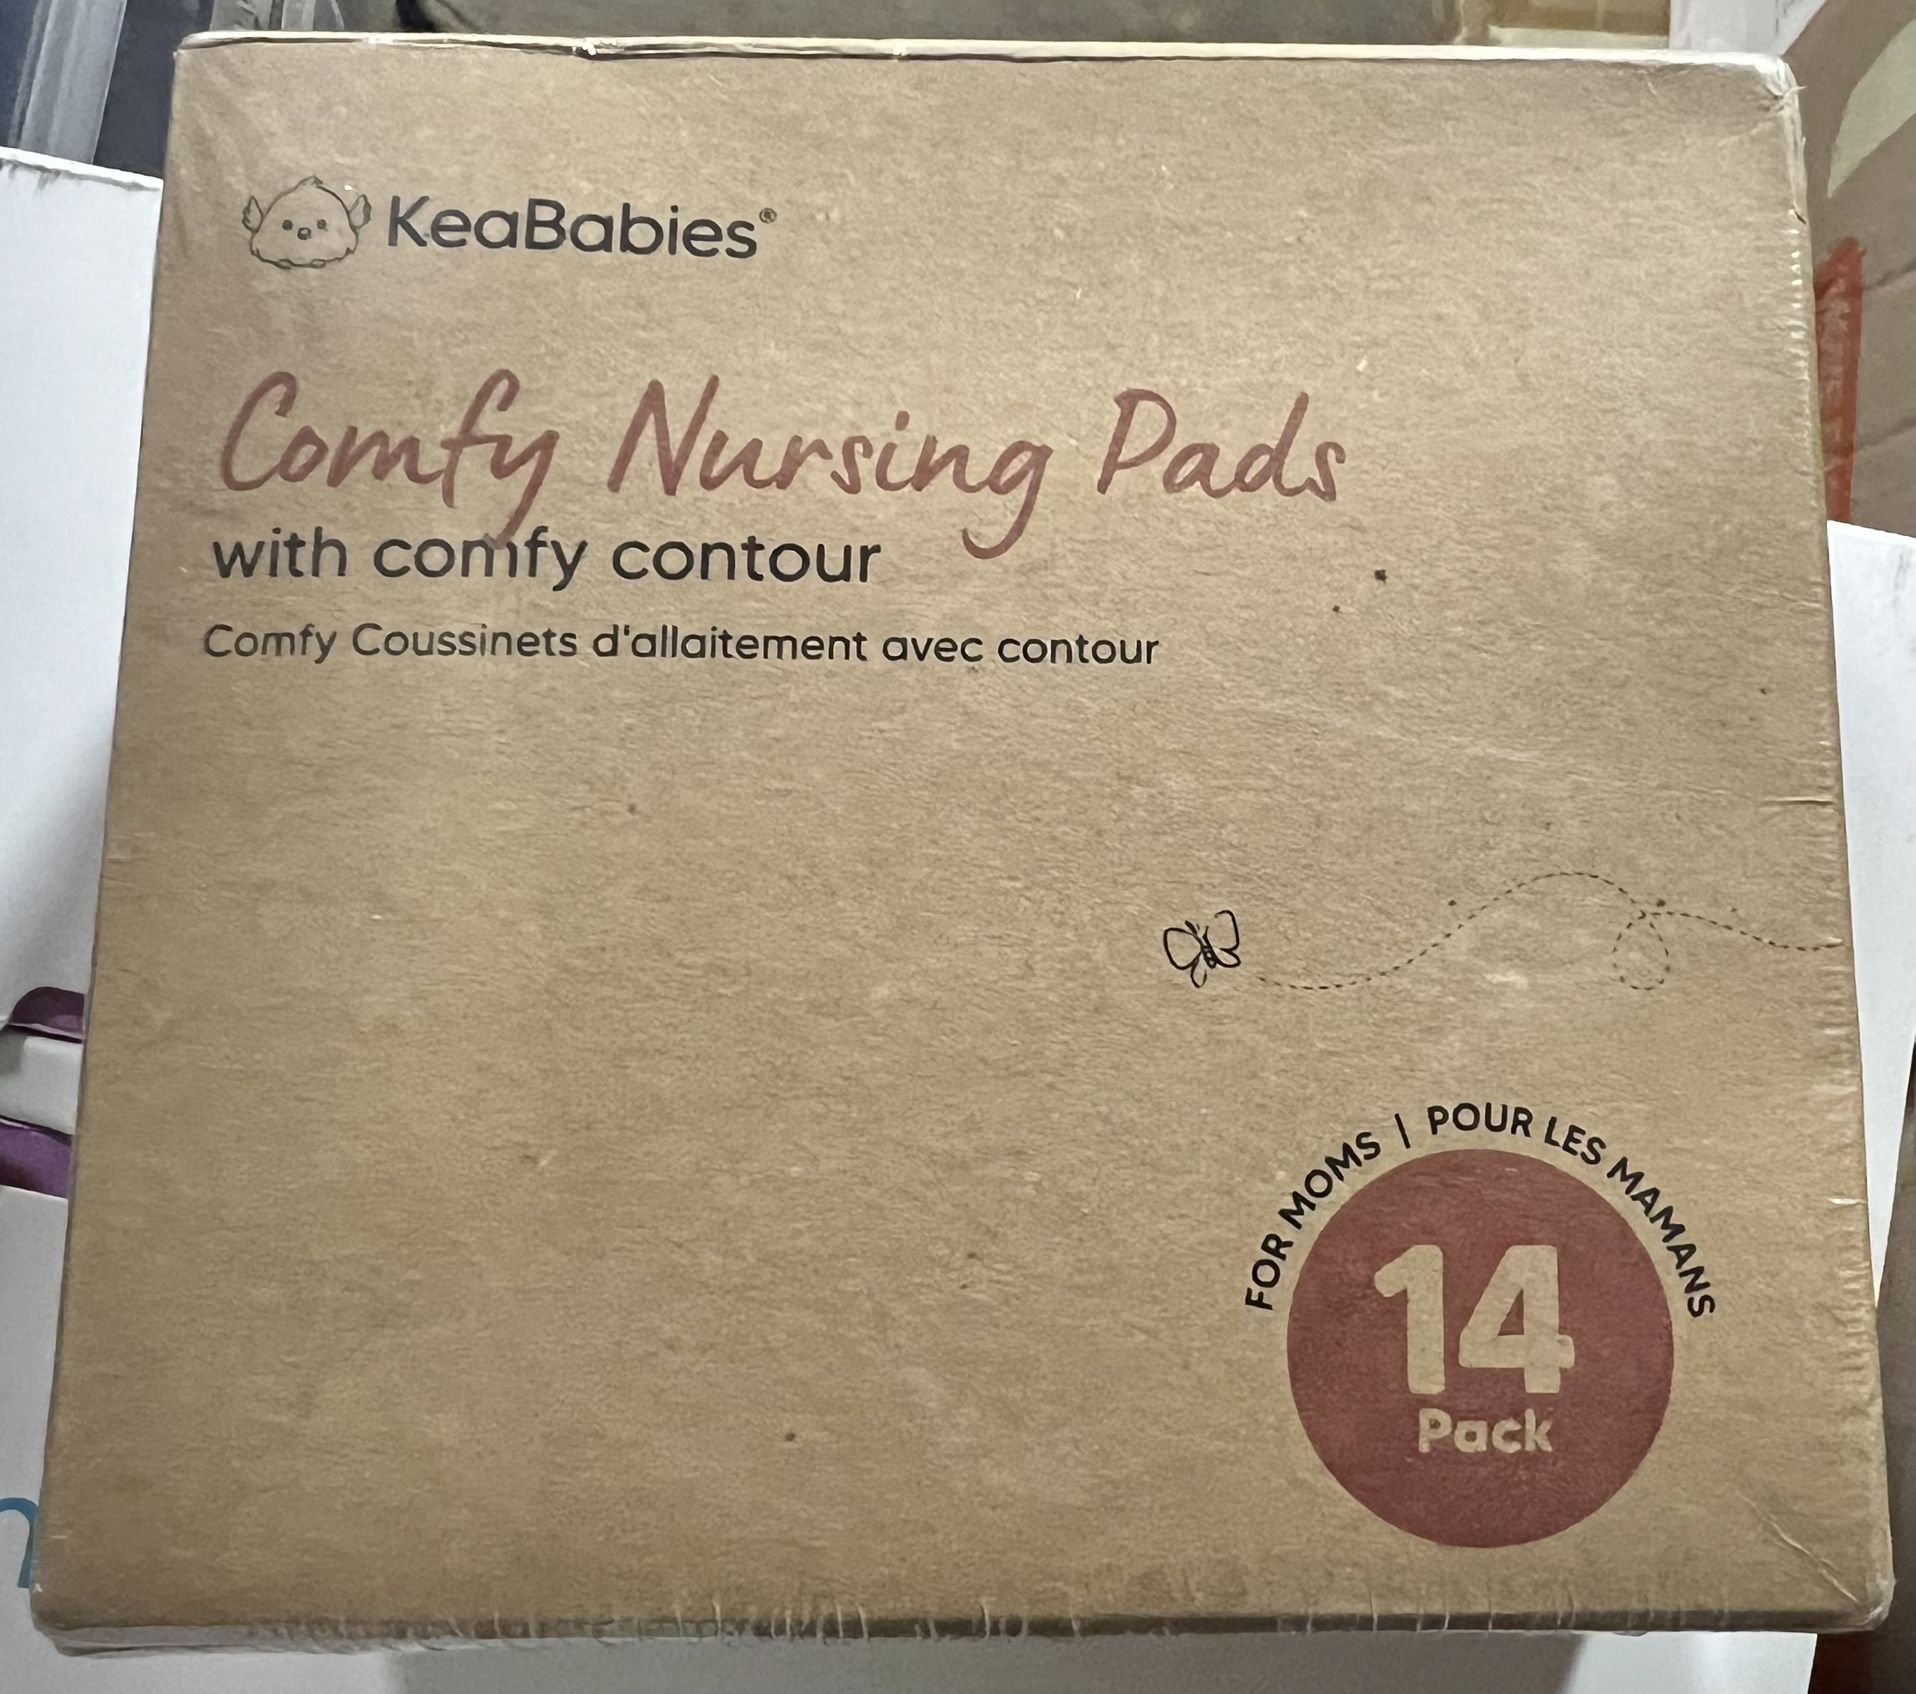 KeaBabies®
Comfy Nursing Pads
with comfy contour
Comfy Coussinets d'allaitement avec contour
FOR MOMS | POUR LES MAMANS
14
Pack